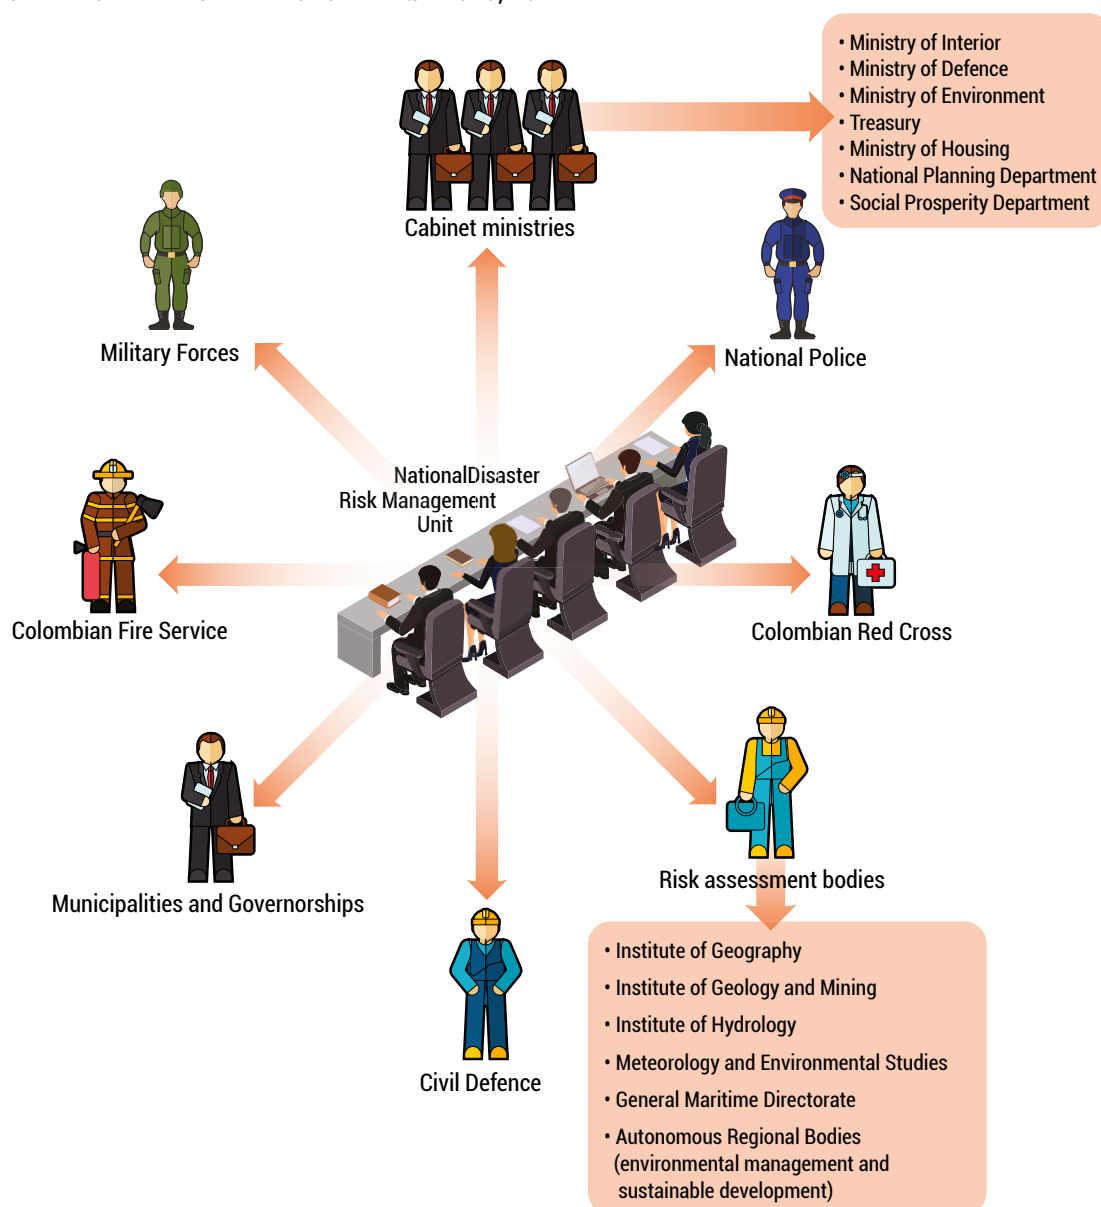 • Ministry of Interior
• Ministry of Defence
• Ministry of Environment
• Treasury
• Ministry of Housing
• National Planning Department
• Social Prosperity Department
Cabinet ministries
Military Forces
National Police
NationalDisaster
Risk Management
Unit
Colombian Fire Service
Colombian Red Cross
Municipalities and Governorships
Risk assessment bodies
Civil Defence
• Institute of Geography
• Institute of Geology and Mining
• Institute of Hydrology
• Meteorology and Environmental Studies
• General Maritime Directorate
• Autonomous Regional Bodies
(environmental management and
sustainable development)